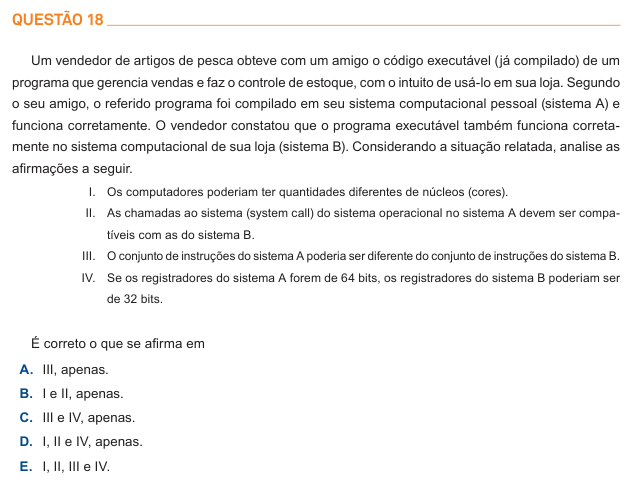 QUESTÃO 18
Um vendedor de artigos de pesca obteve com um amigo o código executável (já compilado) de um
programa que gerencia vendas e faz o controle de estoque, com o intuito de usá-lo em sua loja. Segundo
o seu amigo, o referido programa foi compilado em seu sistema computacional pessoal (sistema A) e
funciona corretamente. O vendedor constatou que o programa executável também funciona correta-
mente no sistema computacional de sua loja (sistema B). Considerando a situação relatada, analise as
afirmações a seguir.
I. Os computadores poderiam ter quantidades diferentes de núcleos (cores).
II. As chamadas ao sistema (system call) do sistema operacional no sistema A devem ser compa-
tíveis com as do sistema B.
III. O conjunto de instruções do sistema A poderia ser diferente do conjunto de instruções do sistema B.
IV. Se os registradores do sistema A forem de 64 bits, os registradores do sistema B poderiam ser
de 32 bits.
É correto o que se afirma em
A. III, apenas.
B. I e II, apenas.
C. III e IV, apenas.
D. I, II e IV, apenas.
E. I, II, III e IV.